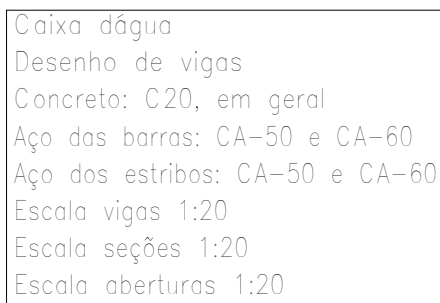 Caixa dágua
Desenho de vigas
Concreto: C20, em geral
Aço das barras: CA-50 e CA-60
Aço dos estribos: CA-50 e CA-60
Escala vigas 1:20
Escala seções 1:20
Escala aberturas 1:20